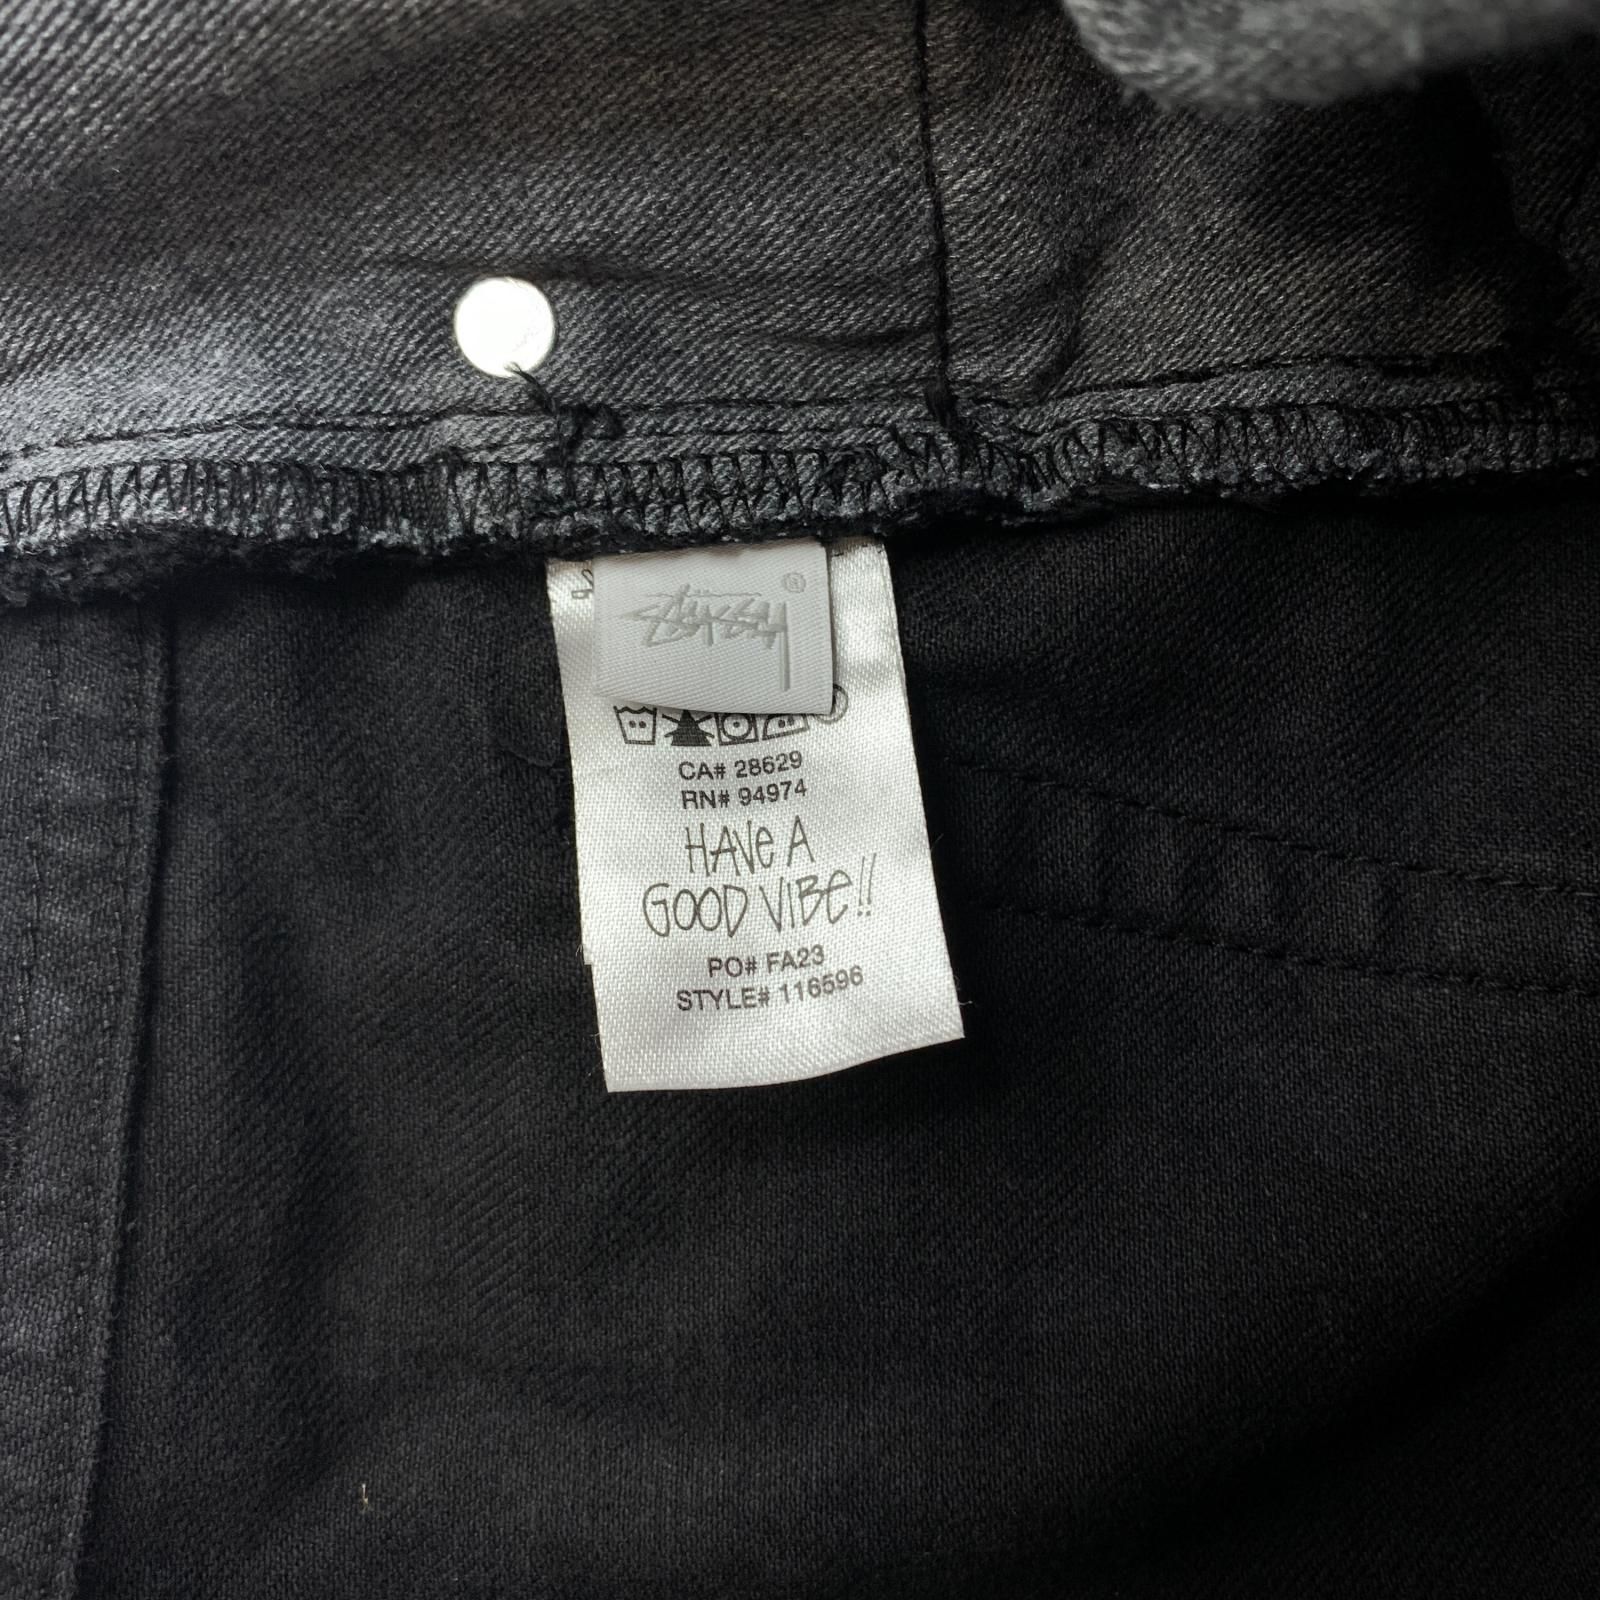 STÜSSY ®
CA# 28629
RN# 94974
HAVE A
GOOD VIBE!!
PO# FA23
STYLE# 116596